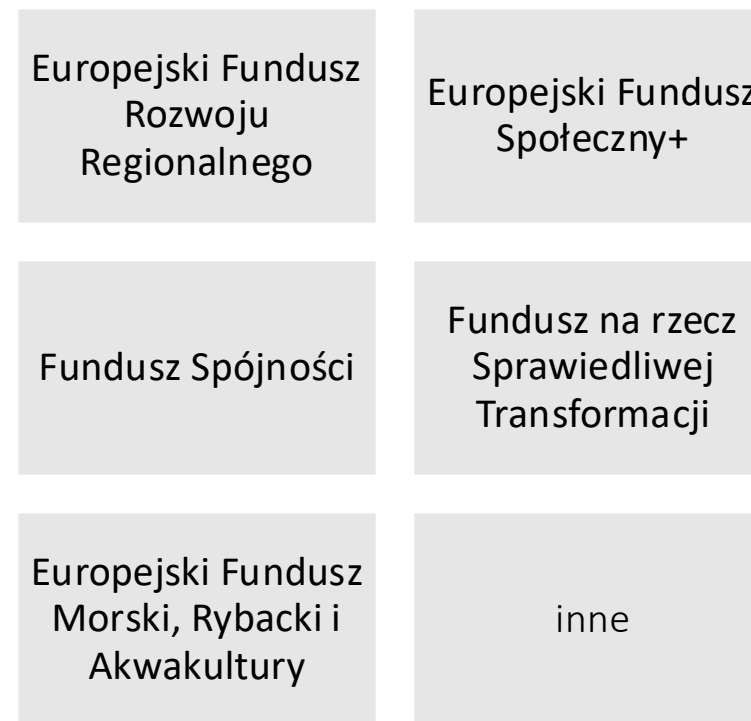 Europejski Fundusz
Rozwoju
Regionalnego
Europejski Fundusz
Społeczny+
Fundusz Spójności
Fundusz na rzecz
Sprawiedliwej
Transformacji
Europejski Fundusz
Morski, Rybacki i
Akwakultury
inne